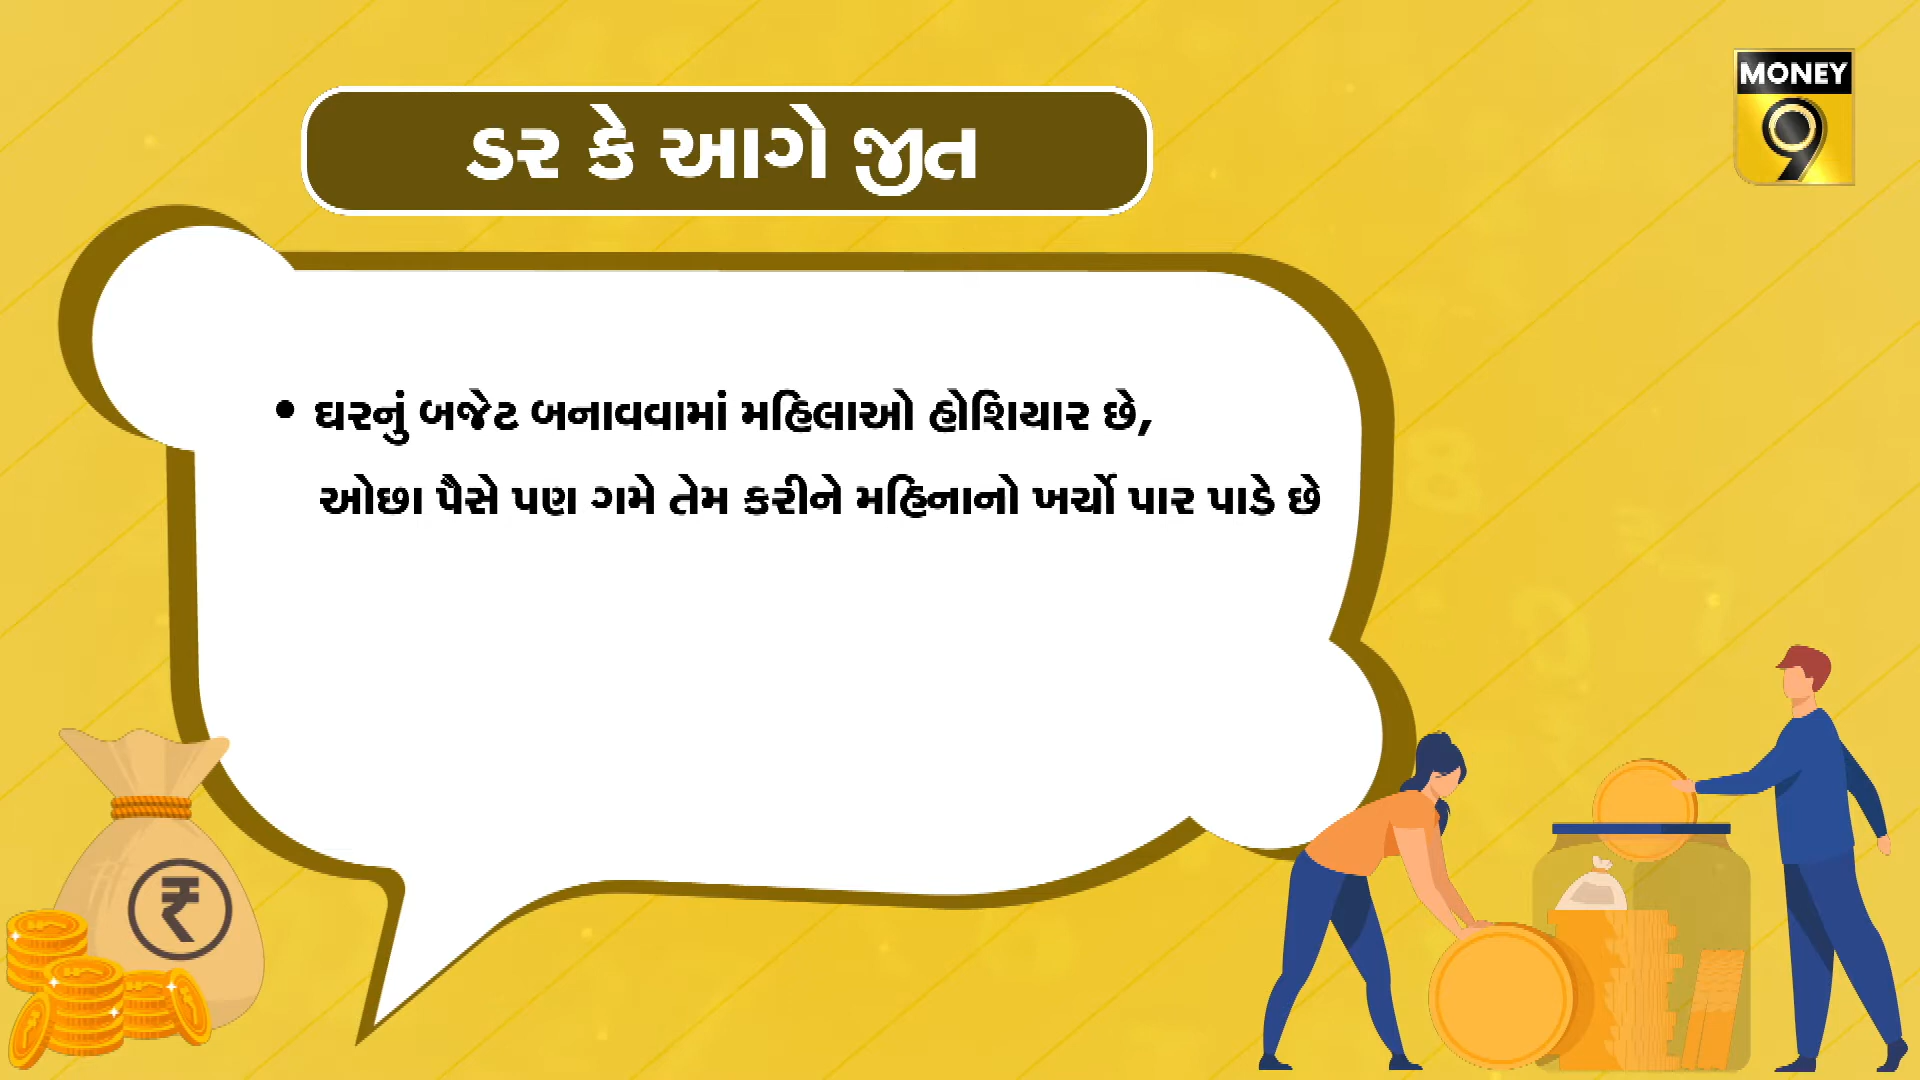 MONEY
9
ડર કે આગે જીત
• ઘરનું બજેટ બનાવવામાં મહિલાઓ હોશિયાર છે,
ઓછા પૈસે પણ ગમે તેમ કરીને મહિનાનો ખર્ચો પાર પાડે છે
₹